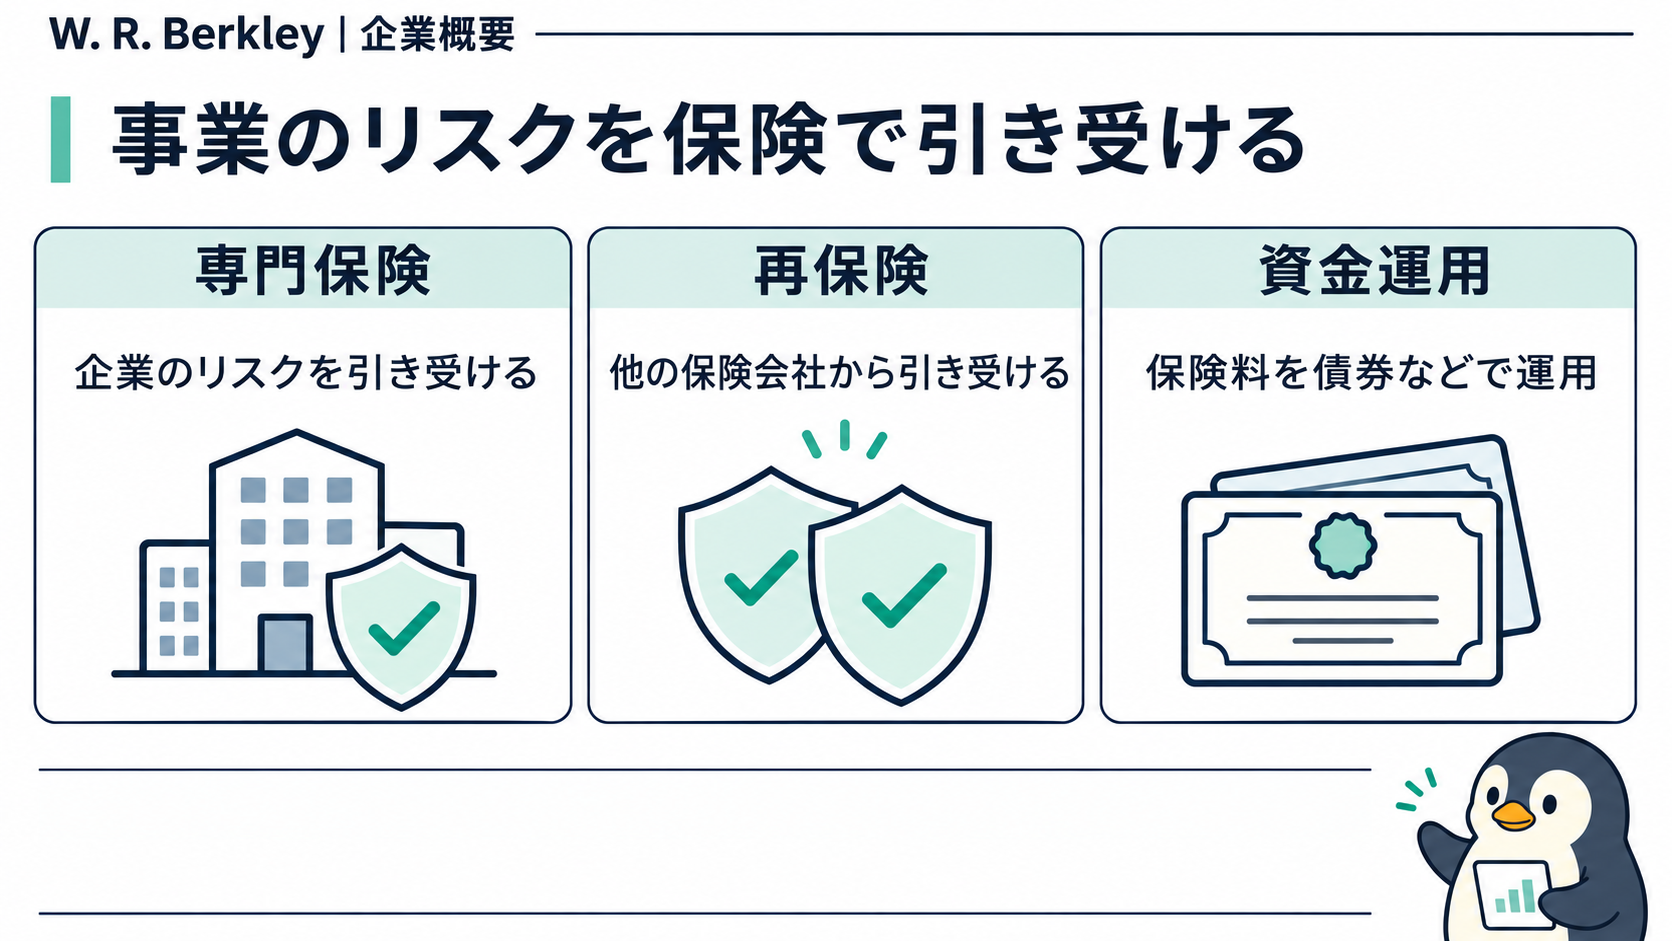 W. R. Berkley | 企業概要
事業のリスクを保険で引き受ける
専門保険
企業のリスクを引き受ける
再保険
他の保険会社から引き受ける
資金運用
保険料を債券などで運用